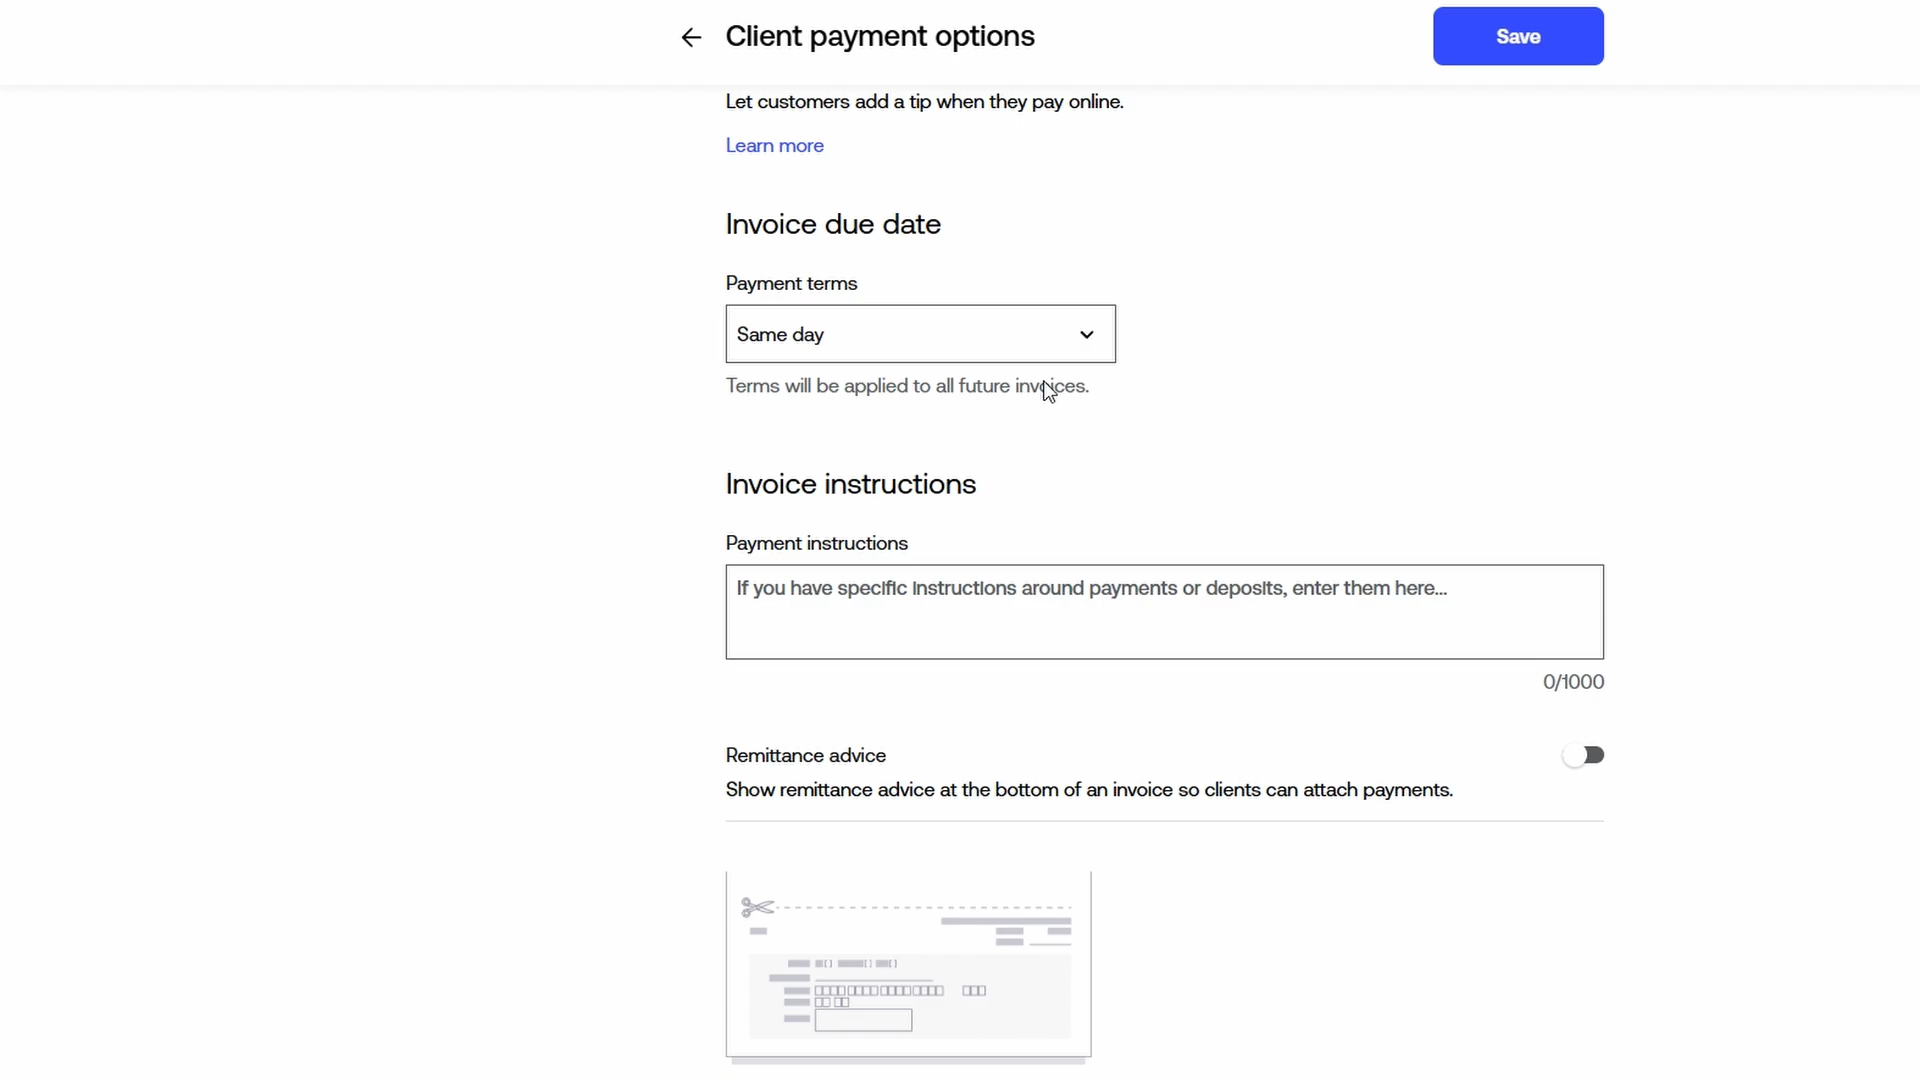 Client payment options
Save
Let customers add a tip when they pay online.
Learn more
Invoice due date
Payment terms
Same day
Terms will be applied to all future invoices.
Invoice instructions
Payment instructions
If you have specific instructions around payments or deposits, enter them here...
0/1000
Remittance advice
Show remittance advice at the bottom of an invoice so clients can attach payments.